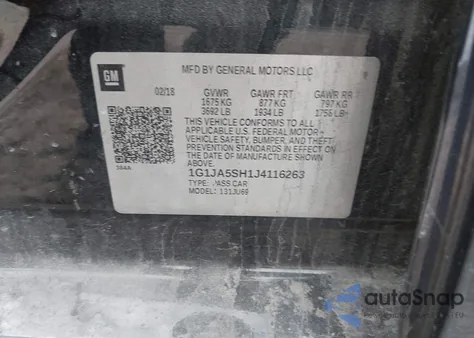 GM
MFD BY GENERAL MOTORS LLC
02/18 GVWR GAWR FRT GAWR RR
1675 KG 877 KG 797 KG
3692 LB 1934 LB 1756 LB
THIS VEHICLE CONFORMS TO ALL
APPLICABLE U.S. FEDERAL MOTOR
VEHICLE SAFETY, BUMPER, AND THEFT
PREVENTION STANDARDS IN EFFECT ON
THE DATE OF MANUFACTURE SHOWN
ABOVE.
1G1JA5SH1J4116263
TYPE: PASS CAR
MODEL: 1S1JU69
autoSnap